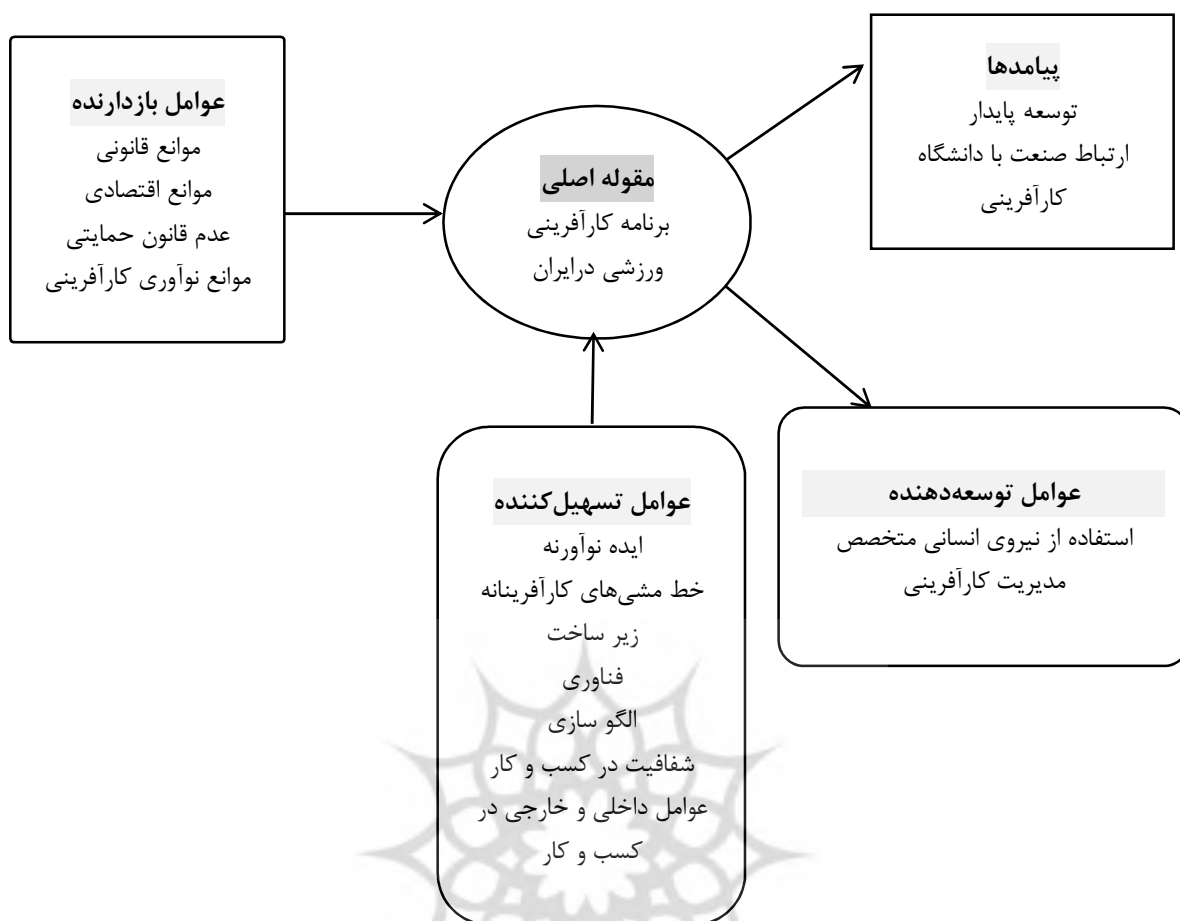 پیامدها
توسعه پایدار
ارتباط صنعت با دانشگاه
کارآفرینی
مقوله اصلی
برنامه کارآفرینی
ورزشی درایران
عوامل بازدارنده
موانع قانونی
موانع اقتصادی
عدم قانون حمایتی
موانع نوآوری کارآفرینی
عوامل توسعه‌دهنده
استفاده از نیروی انسانی متخصص
مدیریت کارآفرینی
عوامل تسهیل‌کننده
ایده نوآورنه
خط مشی‌های کارآفرینانه
زیر ساخت
فناوری
الگو سازی
شفافیت در کسب و کار
عوامل داخلی و خارجی در
کسب و کار